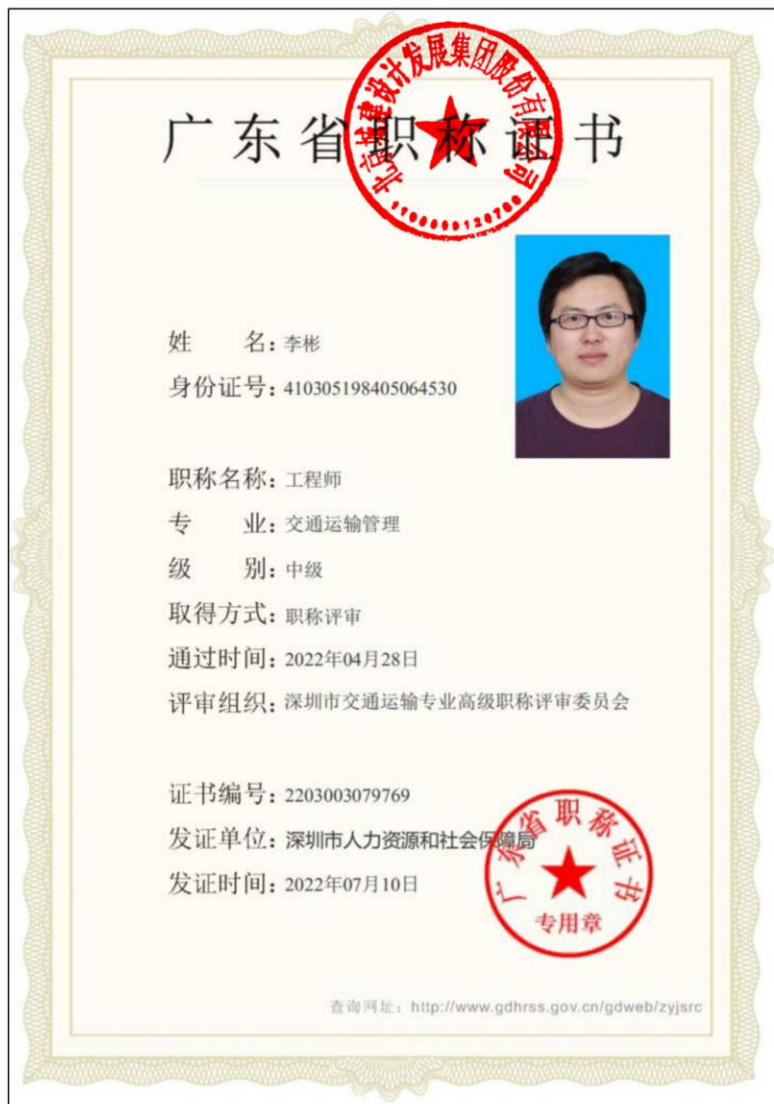 北京城建设计发展集团股份有限公司
广东省职称证书
姓 名：李彬
身份证号：410305198405064530
职称名称：工程师
专 业：交通运输管理
级 别：中级
取得方式：职称评审
通过时间：2022年04月28日
评审组织：深圳市交通运输专业高级职称评审委员会
证书编号：2203003079769
发证单位：深圳市人力资源和社会保障局
发证时间：2022年07月10日
广东省职称证书
专用章
查询网址：http://www.gdhrss.gov.cn/gdweb/zyjsrc